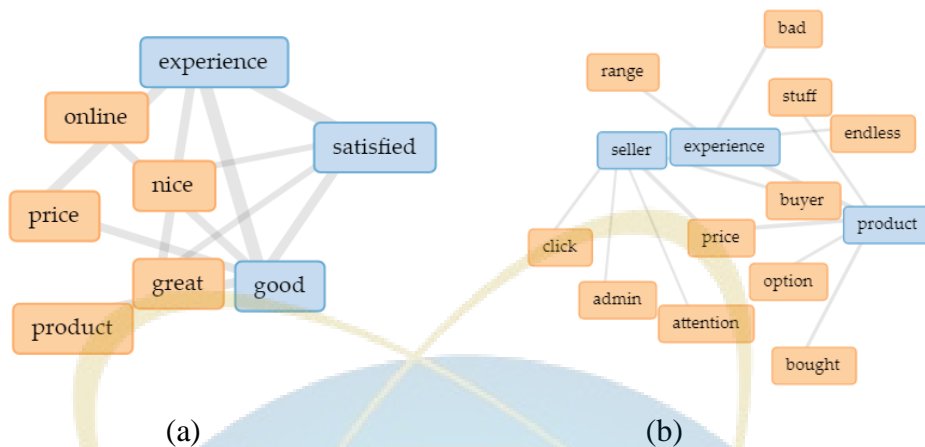 experience
online
satisfied
nice
price
great
good
product
(a)
bad
range
stuff
endless
seller
experience
buyer
product
click
price
option
admin
attention
bought
(b)